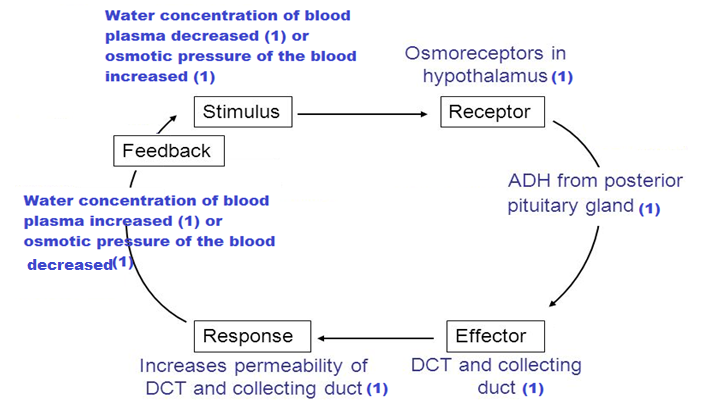 Water concentration of blood
plasma decreased (1) or
osmotic pressure of the blood
increased (1)
Osmoreceptors in
hypothalamus (1)
Stimulus
Receptor
Feedback
ADH from posterior
pituitary gland (1)
Water concentration of blood
plasma increased (1) or
osmotic pressure of the blood
decreased(1)
Response
Effector
Increases permeability of
DCT and collecting duct (1)
DCT and collecting
duct (1)